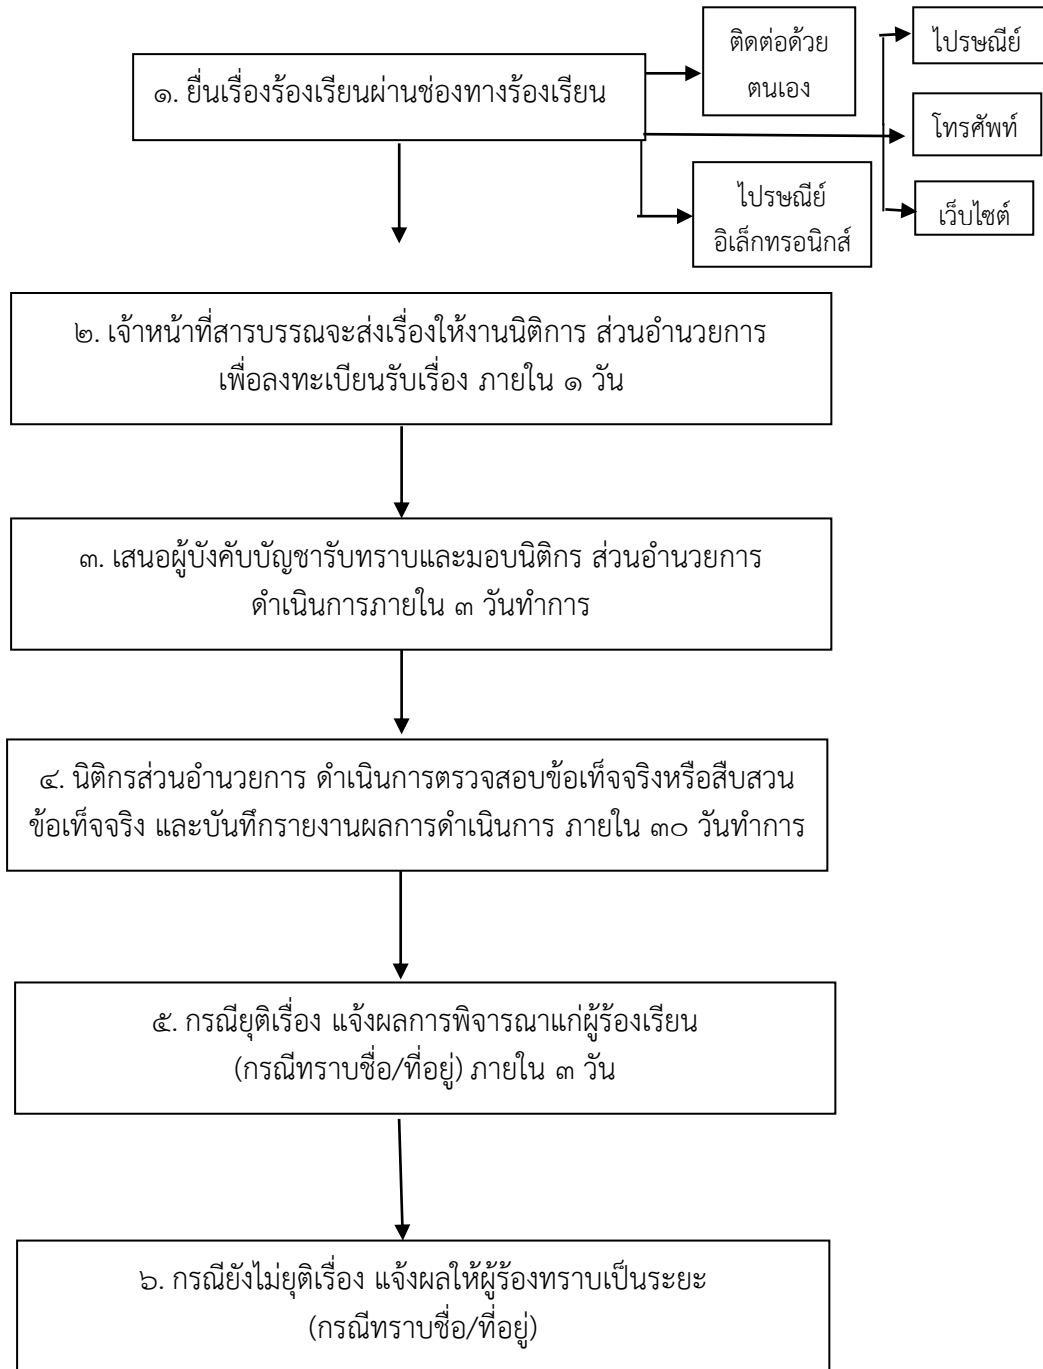 ๑. ยื่นเรื่องร้องเรียนผ่านช่องทางร้องเรียน
ติดต่อด้วย
ตนเอง
ไปรษณีย์
โทรศัพท์
ไปรษณีย์
อิเล็กทรอนิกส์
เว็บไซต์
๒. เจ้าหน้าที่สารบรรณจะส่งเรื่องให้งานนิติการ ส่วนอำนวยการ
เพื่อลงทะเบียนรับเรื่อง ภายใน ๑ วัน
๓. เสนอผู้บังคับบัญชารับทราบและมอบนิติกร ส่วนอำนวยการ
ดำเนินการภายใน ๓ วันทำการ
๔. นิติกรส่วนอำนวยการ ดำเนินการตรวจสอบข้อเท็จจริงหรือสืบสวน
ข้อเท็จจริง และบันทึกรายงานผลการดำเนินการ ภายใน ๓๐ วันทำการ
๕. กรณียุติเรื่อง แจ้งผลการพิจารณาแก่ผู้ร้องเรียน
(กรณีทราบชื่อ/ที่อยู่) ภายใน ๓ วัน
๖. กรณียังไม่ยุติเรื่อง แจ้งผลให้ผู้ร้องทราบเป็นระยะ
(กรณีทราบชื่อ/ที่อยู่)